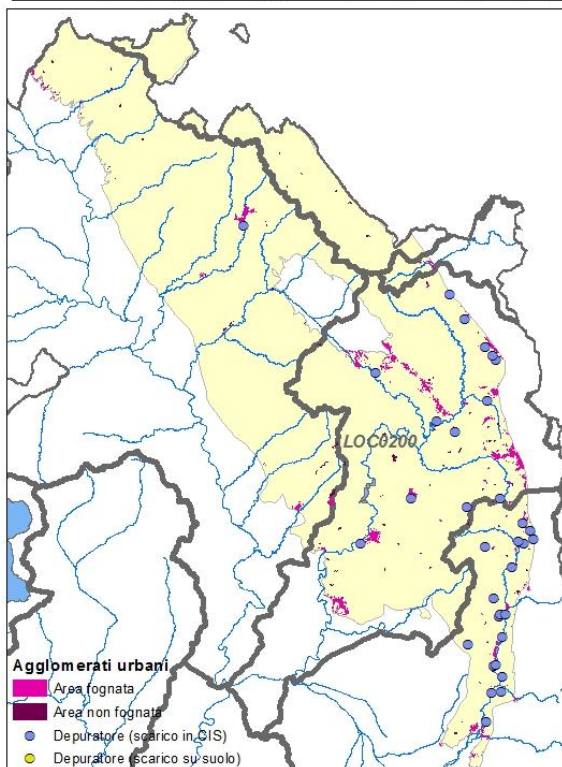 LOC0200
Agglomerati urbani
Area fognata
Area non fognata
Depuratore (scarico in CIS)
Depuratore (scarico su suolo)